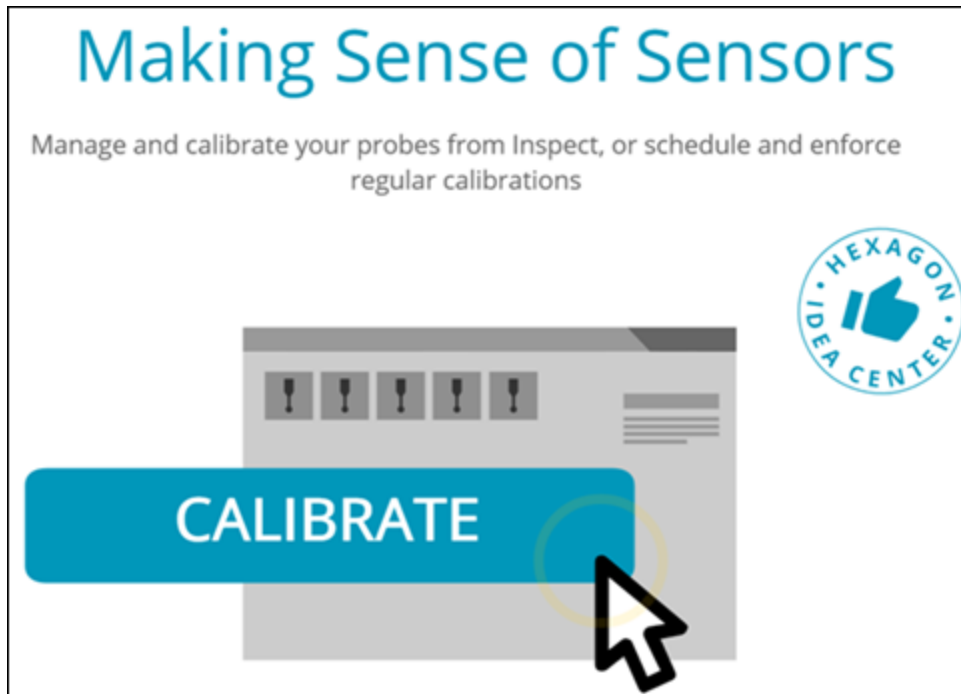 Making Sense of Sensors
Manage and calibrate your probes from Inspect, or schedule and enforce
regular calibrations
• HEXAGON •
IDEA CENTER
CALIBRATE